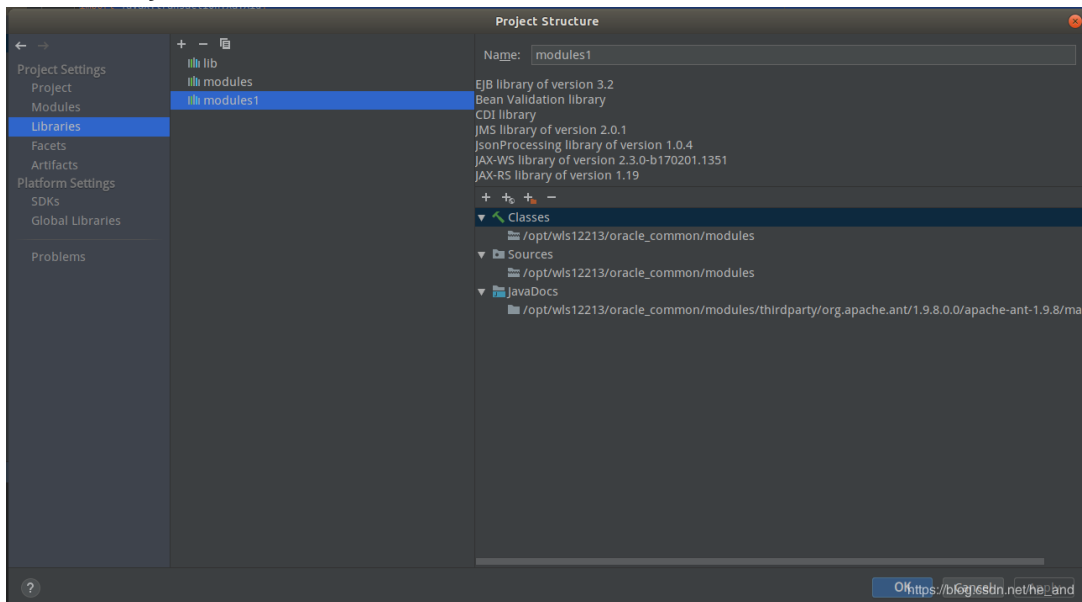 Project Structure
Project Settings
Project
Modules
Libraries
Facets
Artifacts
Platform Settings
SDKs
Global Libraries
Problems
lib
modules
modules1
Name: modules1
EJB library of version 3.2
Bean Validation library
CDI library
JMS library of version 2.0.1
JsonProcessing library of version 1.0.4
JAX-WS library of version 2.3.0-b170201.1351
JAX-RS library of version 1.19
Classes
/opt/wls12213/oracle_common/modules
Sources
/opt/wls12213/oracle_common/modules
JavaDocs
/opt/wls12213/oracle_common/modules/thirdparty/org.apache.ant/1.9.8.0.0/apache-ant-1.9.8/ma
?
OK Cancel Apply
https://blog.csdn.net/he_and